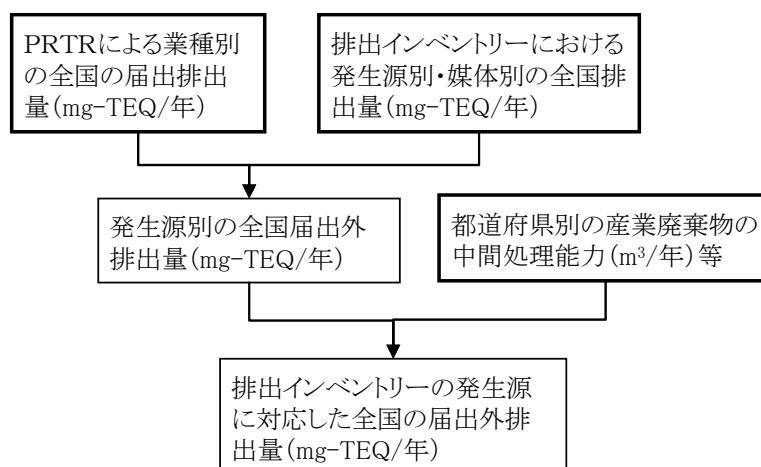 PRTRによる業種別
の全国の届出排出
量(mg-TEQ/年)
排出インベントリーにおける
発生源別・媒体別の全国排
出量(mg-TEQ/年)
発生源別の全国届出外
排出量(mg-TEQ/年)
都道府県別の産業廃棄物の
中間処理能力(m³/年)等
排出インベントリーの発生源
に対応した全国の届出外排
出量(mg-TEQ/年)